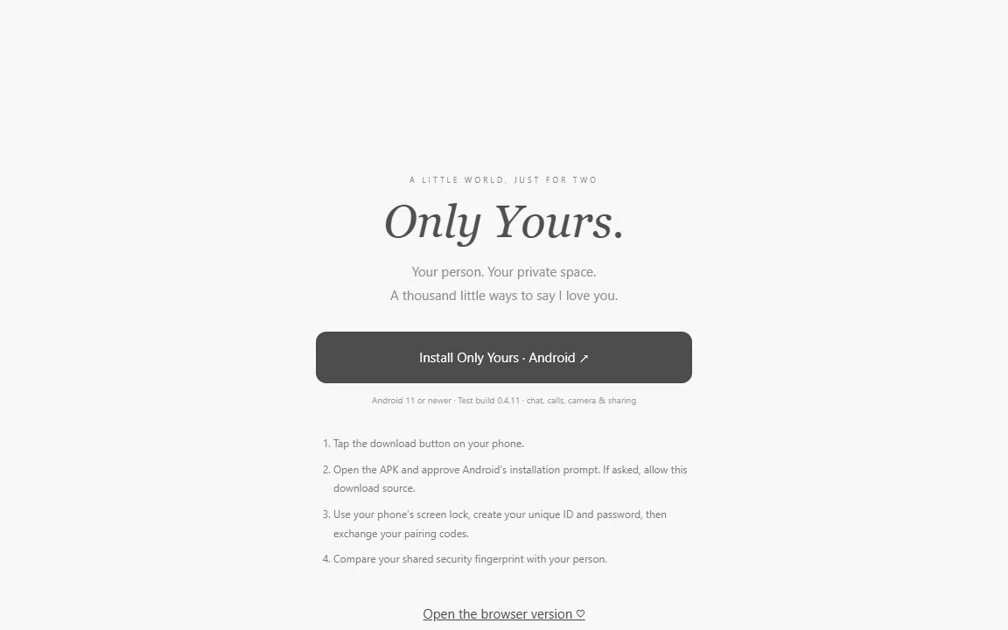 A LITTLE WORLD, JUST FOR TWO
Only Yours.
Your person. Your private space.
A thousand little ways to say I love you.
Install Only Yours · Android ↗
Android 11 or newer · Test build 0.4.11 · chat, calls, camera & sharing
1. Tap the download button on your phone.
2. Open the APK and approve Android's installation prompt. If asked, allow this
download source.
3. Use your phone's screen lock, create your unique ID and password, then
exchange your pairing codes.
4. Compare your shared security fingerprint with your person.
Open the browser version ♡